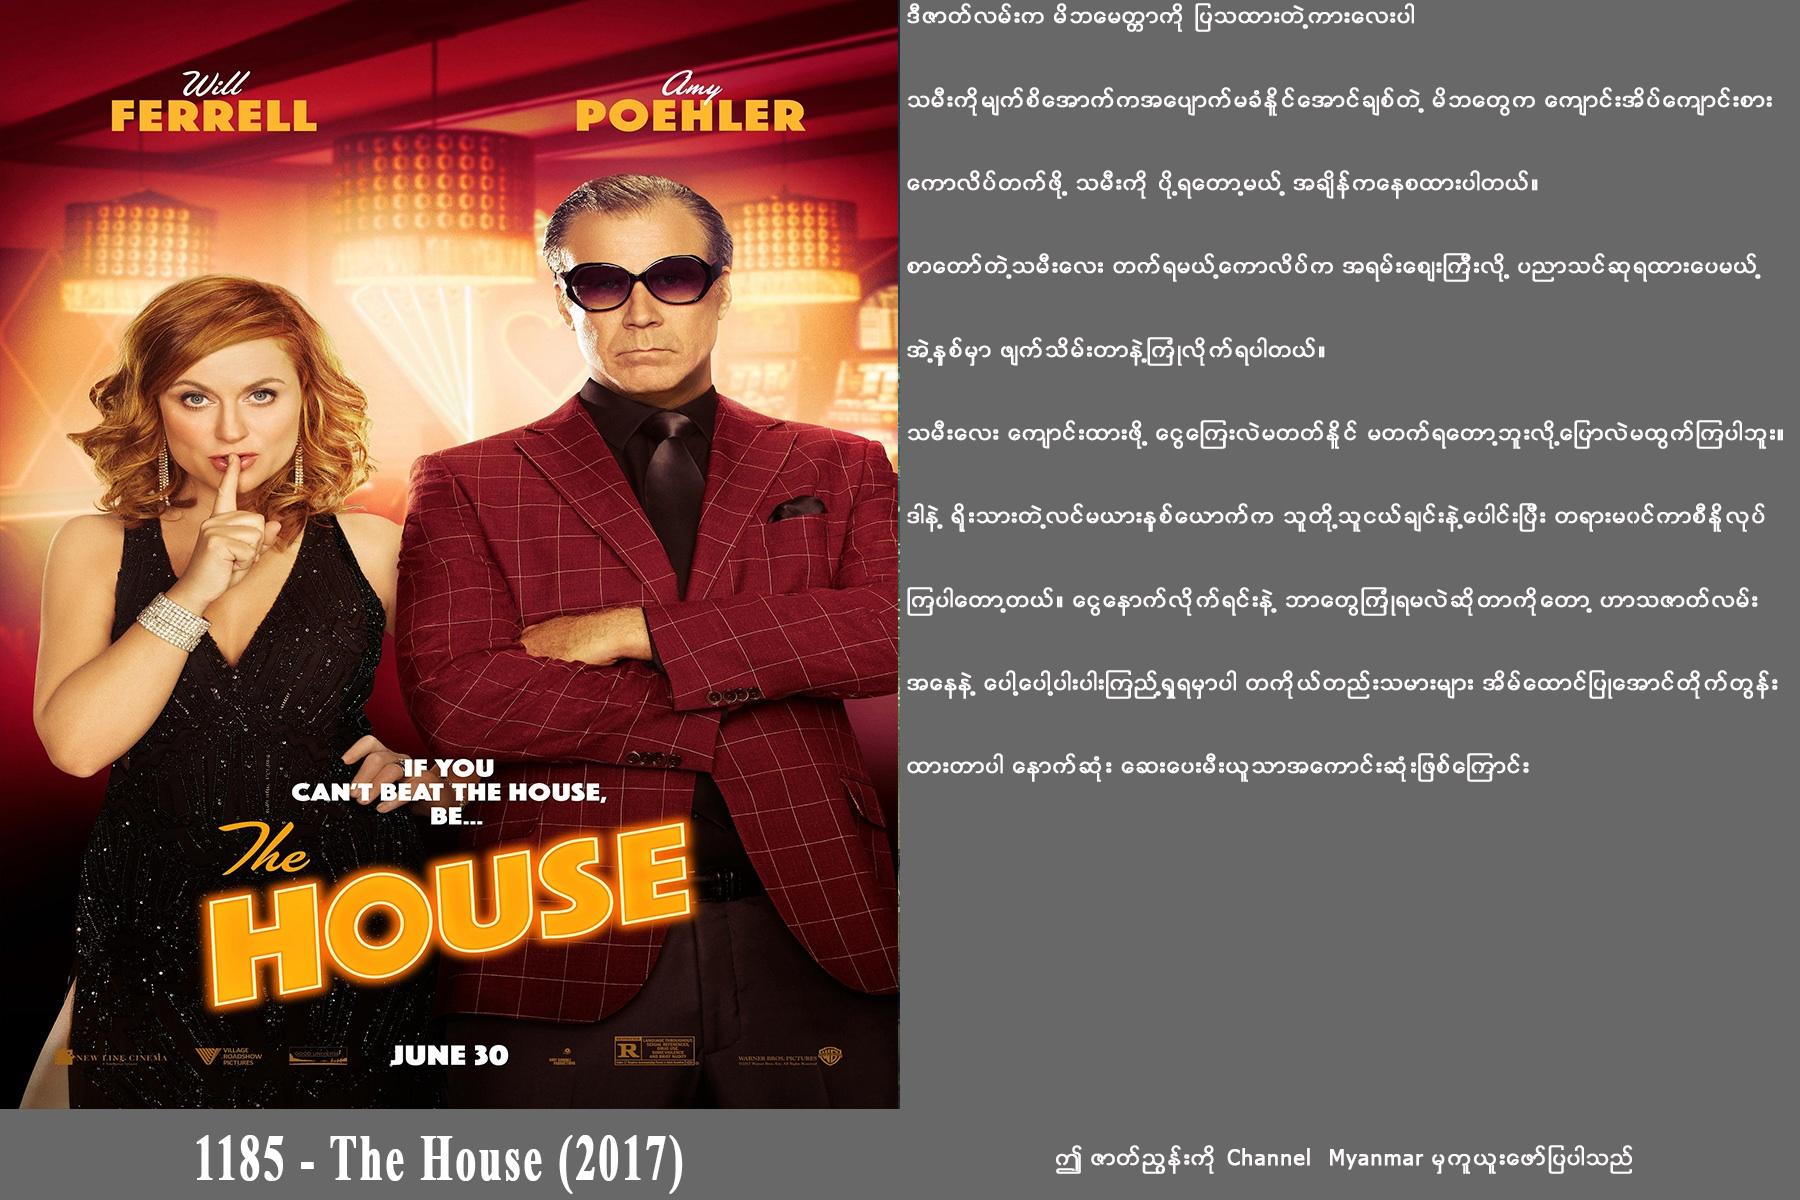 Will
FERRELL
Amy
POEHLER
IF YOU
CAN'T BEAT THE HOUSE,
BE...
The
HOUSE
NEW LINE CINEMA
VILLAGE
ROADSHOW
PICTURES
JUNE 30
R
WARNER BROS. PICTURES
1185 - The House (2017)
ဒီဇာတ်လမ်းက မိဘမေတ္တာကို ပြသထားတဲ့ကားလေးပါ
သမီးကိုမျက်စိအောက်ကအပျောက်မခံနိူင်အောင်ချစ်တဲ့ မိဘတွေက ကျောင်းအိပ်ကျောင်းစား
ကောလိပ်တက်ဖို့ သမီးကို ပို့ရတော့မယ့် အချိန်ကနေစထားပါတယ်။
စာတော်တဲ့သမီးလေး တက်ရမယ့်ကောလိပ်က အရမ်းစျေးကြီးလို့ ပညာသင်ဆုရထားပေမယ့်
အဲ့နှစ်မှာ ဖျက်သိမ်းတာနဲ့ကြုံလိုက်ရပါတယ်။
သမီးလေး ကျောင်းထားဖို့ ငွေကြေးလဲမတတ်နိူင် မတက်ရတော့ဘူးလို့ပြောလဲမထွက်ကြပါဘူး။
ဒါနဲ့ ရိုးသားတဲ့လင်မယားနှစ်ယောက်က သူတို့သူငယ်ချင်းနဲ့ပေါင်းပြီး တရားမ၀င်ကာစီနိူလုပ်
ကြပါတော့တယ်။ ငွေနောက်လိုက်ရင်းနဲ့ ဘာတွေကြုံရမလဲဆိုတာကိုတော့ ဟာသဇာတ်လမ်း
အနေနဲ့ ပေါ့ပေါ့ပါးပါးကြည့်ရှုရမှာပါ တကိုယ်တည်းသမားများ အိမ်ထောင်ပြုအောင်တိုက်တွန်း
ထားတာပါ နောက်ဆုံး ဆေးပေးမီးယူသာအကောင်းဆုံးဖြစ်ကြောင်း
ဤ ဇာတ်ညွှန်းကို Channel Myanmar မှကူယူးဖော်ပြပါသည်